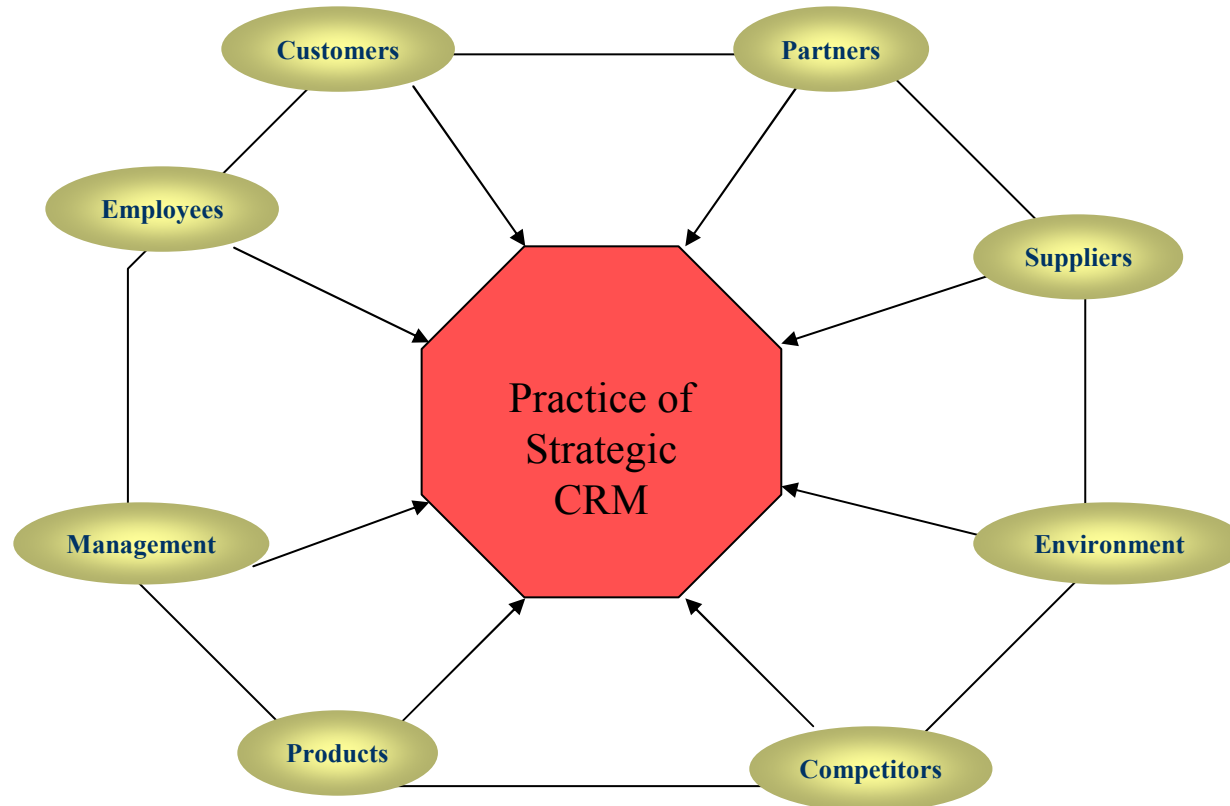 Customers
Partners
Employees
Suppliers
Practice of
Strategic
CRM
Management
Environment
Products
Competitors